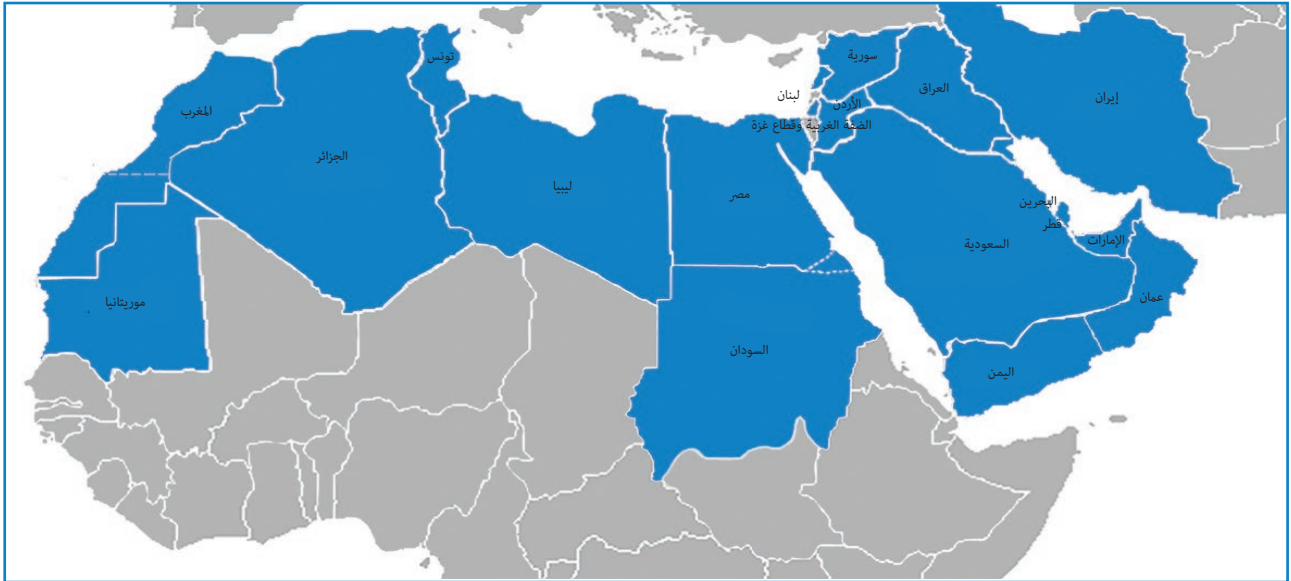 تونس
سورية
المغرب
لبنان
العراق
إيران
الأردن
الضفة الغربية وقطاع غزة
الجزائر
ليبيا
مصر
البحرين
قطر
الإمارات
السعودية
عمان
موريتانيا
السودان
اليمن